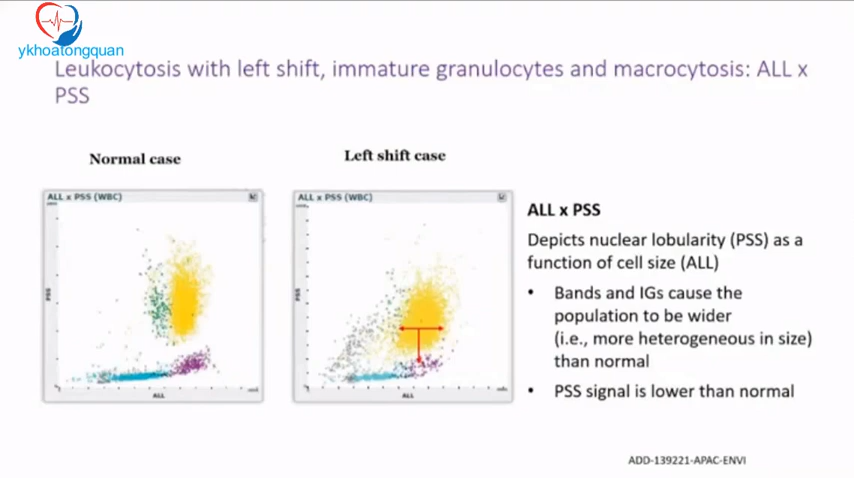 ykhoatongquan
Leukocytosis with left shift, immature granulocytes and macrocytosis: ALL x
PSS
Normal case
Left shift case
ALL x PSS (WBC)
PSS
ALL
ALL x PSS (WBC)
PSS
ALL
ALL x PSS
Depicts nuclear lobularity (PSS) as a
function of cell size (ALL)
• Bands and IGs cause the
population to be wider
(i.e., more heterogeneous in size)
than normal
• PSS signal is lower than normal
ADD-139221-APAC-ENVI